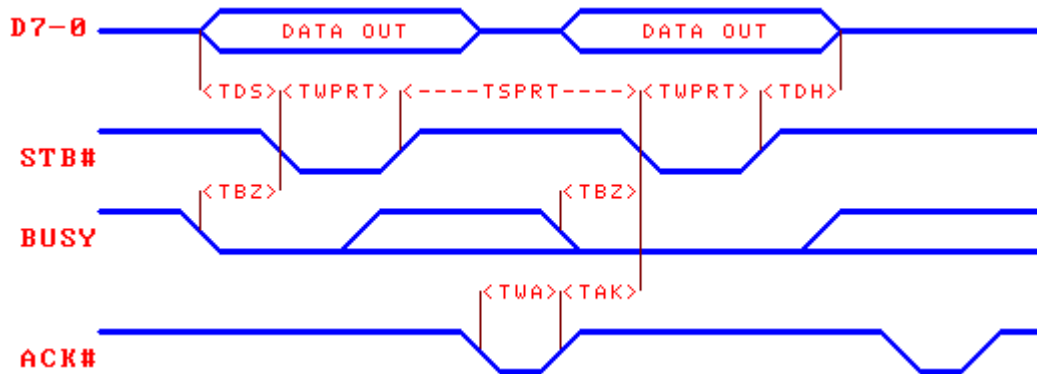 D7-0 DATA OUT DATA OUT
<TDS><TWPRT><----TSPRT----><TWPRT><TDH>
STB#
<TBZ> <TBZ>
BUSY
<TWA><TAK>
ACK#